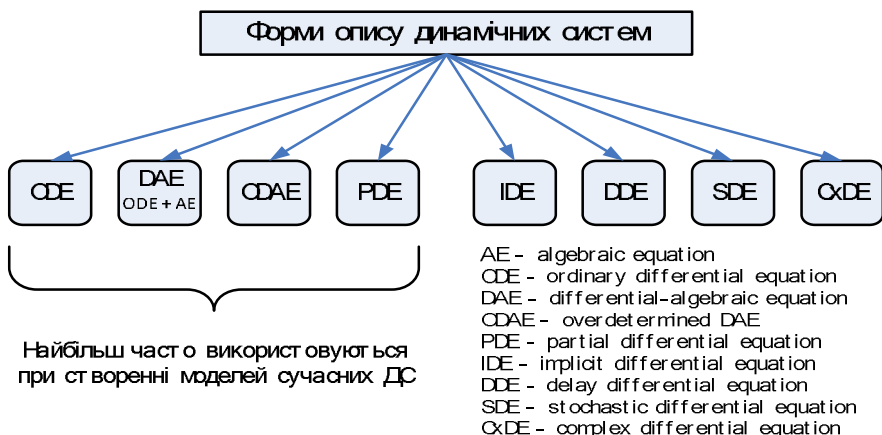 Форми опису динамічних систем
ODE
DAE
ODE + AE
ODAE
PDE
IDE
DDE
SDE
CxDE
Найбільш часто використовуються
при створенні моделей сучасних ДС
AE – algebraic equation
ODE – ordinary differential equation
DAE – differential-algebraic equation
ODAE – overdetermined DAE
PDE – partial differential equation
IDE – implicit differential equation
DDE – delay differential equation
SDE – stochastic differential equation
CxDE – complex differential equation